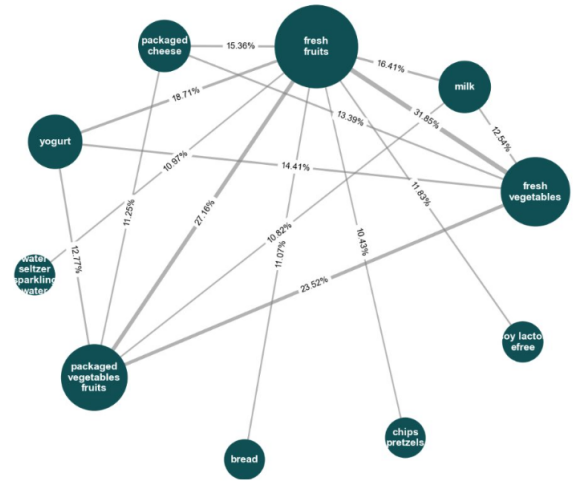 fresh
fruits
packaged
cheese
15.36%
16.41%
milk
18.71%
13.39%
31.85%
12.54%
yogurt
10.97%
14.41%
11.83%
fresh
vegetables
11.25%
27.16%
10.82%
10.43%
12.77%
11.07%
water
seltzer
sparkling
water
23.52%
oy lacto
efree
packaged
vegetables
fruits
chips
pretzels
bread